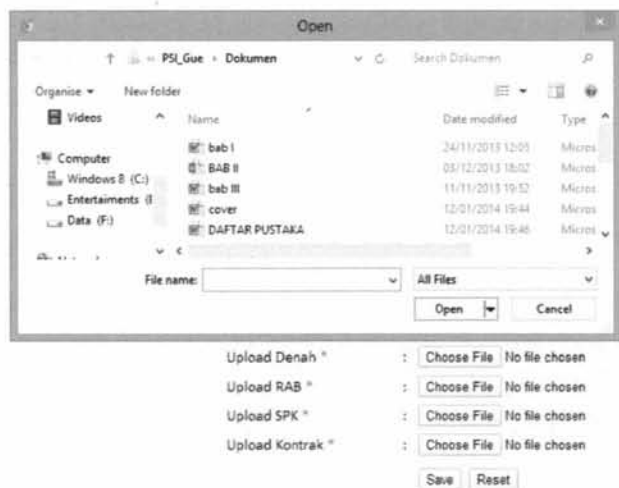 Open
PSI_Gue Dokumen Search Dokumen
Organise New folder
Videos Name Date modified Type
bab I 24/11/2013 12:05 Micros
Computer BAB II 03/12/2013 18:02 Micros
Windows 8 (C:) bab III 11/11/2013 19:32 Micros
Entertaiments (I cover 12/01/2014 19:44 Micros
Data (F:) DAFTAR PUSTAKA 12/01/2014 19:46 Micros
File name: All Files
Open Cancel
Upload Denah * : Choose File No file chosen
Upload RAB * : Choose File No file chosen
Upload SPK * : Choose File No file chosen
Upload Kontrak * : Choose File No file chosen
Save Reset